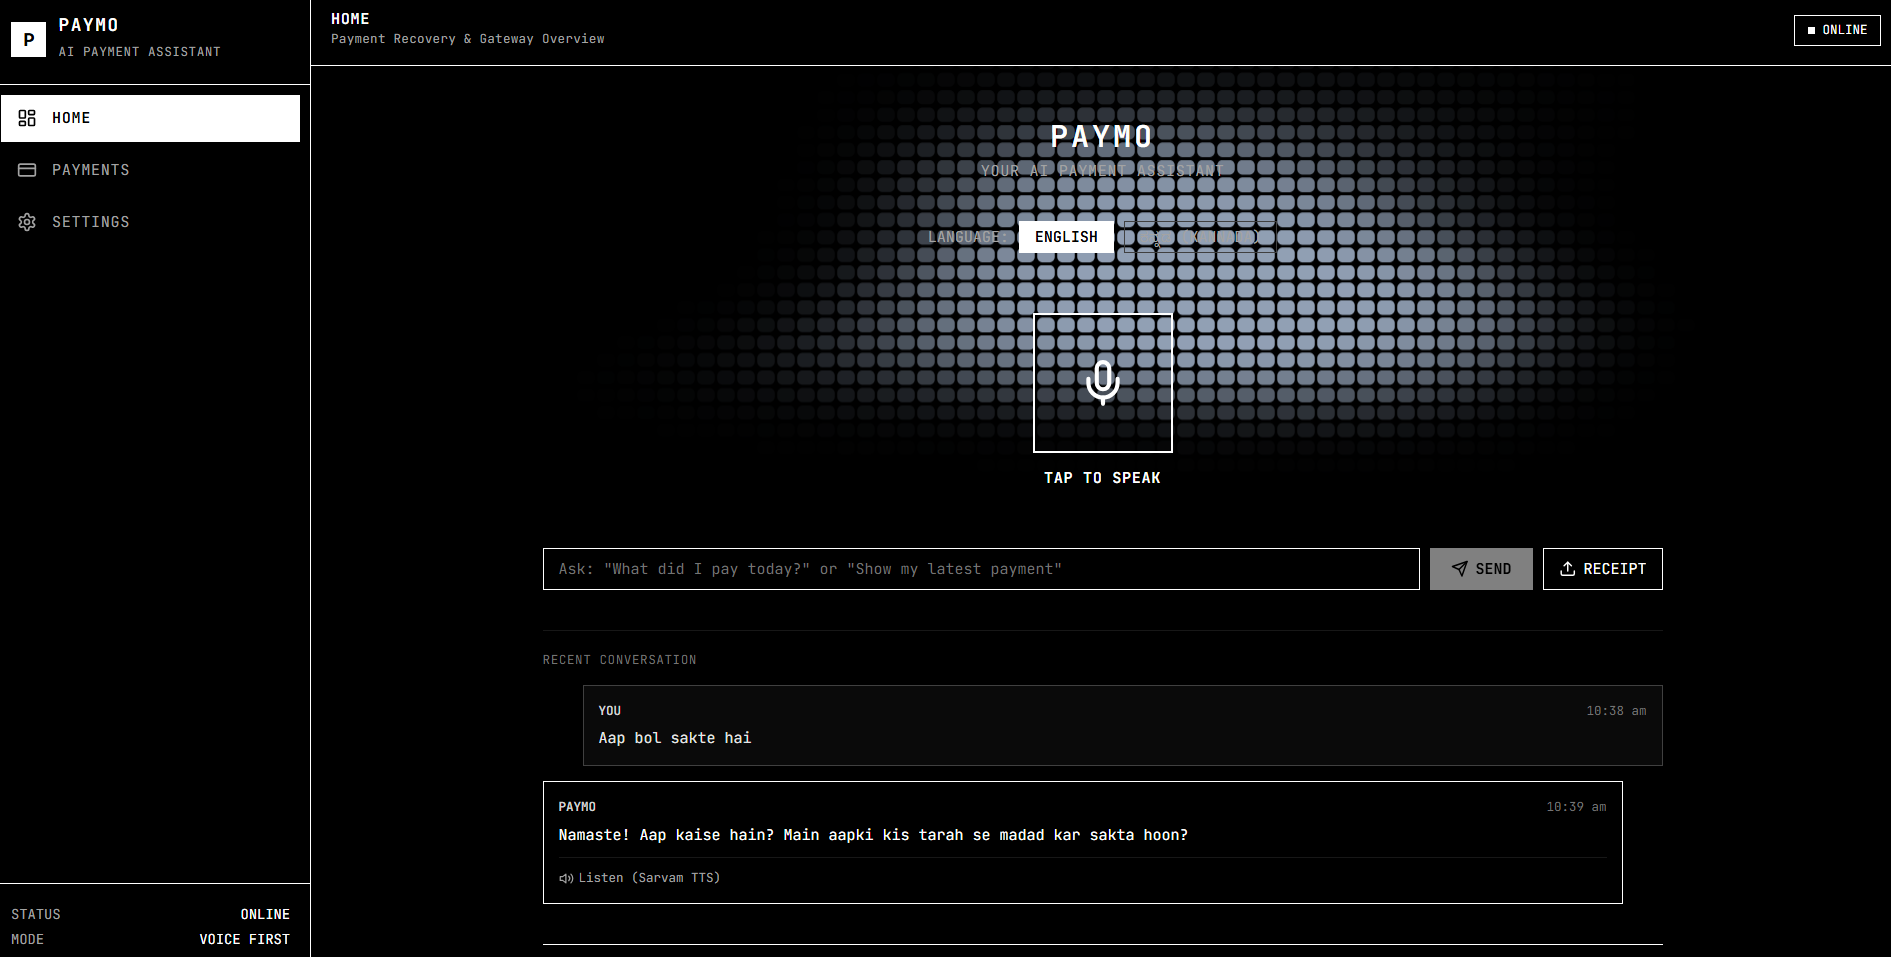 P
PAYMO
AI PAYMENT ASSISTANT
HOME
PAYMENTS
SETTINGS
STATUS ONLINE
MODE VOICE FIRST
HOME
Payment Recovery & Gateway Overview
ONLINE
PAYMO
YOUR AI PAYMENT ASSISTANT
LANGUAGE: ENGLISH
TAP TO SPEAK
Ask: "What did I pay today?" or "Show my latest payment"
SEND
RECEIPT
RECENT CONVERSATION
YOU 10:38 am
Aap bol sakte hai
PAYMO 10:39 am
Namaste! Aap kaise hain? Main aapki kis tarah se madad kar sakta hoon?
Listen (Sarvam TTS)